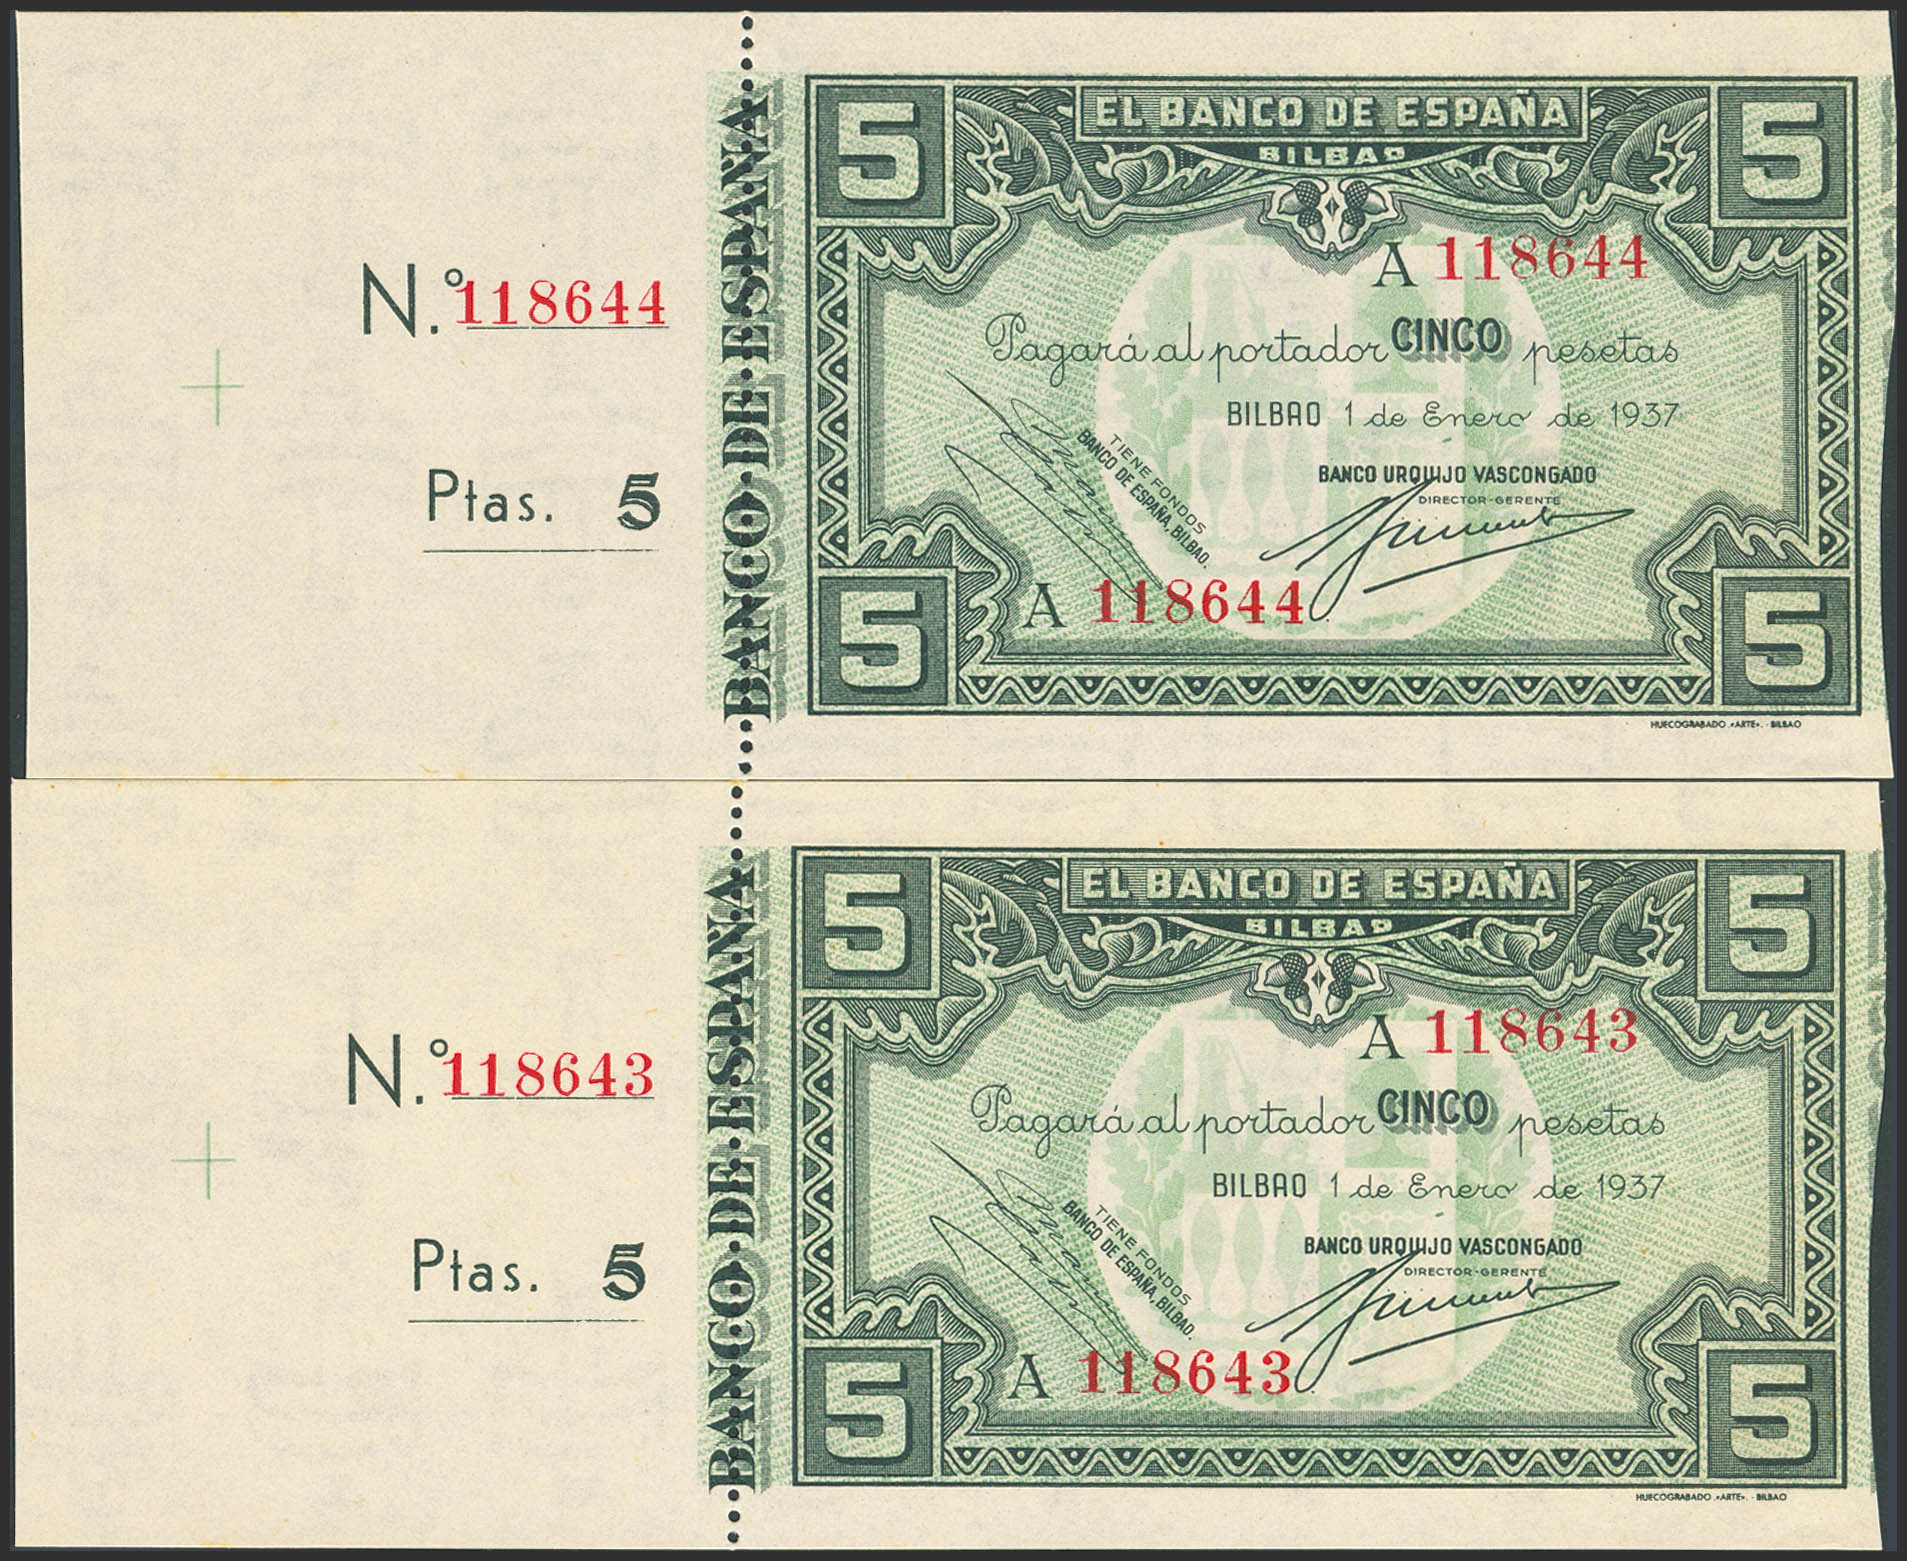 N.º 118644
Ptas. 5
BANCO DE ESPAÑA
5 EL BANCO DE ESPAÑA 5
BILBAO
A 118644
Pagará al portador CINCO pesetas
BILBAO 1 de Enero de 1937
TIENE FONDOS
BANCO DE ESPAÑA, BILBAO.
BANCO URQUIJO VASCONGADO
DIRECTOR-GERENTE
A 118644
5 5
HUECOGRABADO «ARTE». - BILBAO
N.º 118643
Ptas. 5
BANCO DE ESPAÑA
5 EL BANCO DE ESPAÑA 5
BILBAO
A 118643
Pagará al portador CINCO pesetas
BILBAO 1 de Enero de 1937
TIENE FONDOS
BANCO DE ESPAÑA, BILBAO.
BANCO URQUIJO VASCONGADO
DIRECTOR-GERENTE
A 118643
5 5
HUECOGRABADO «ARTE». - BILBAO